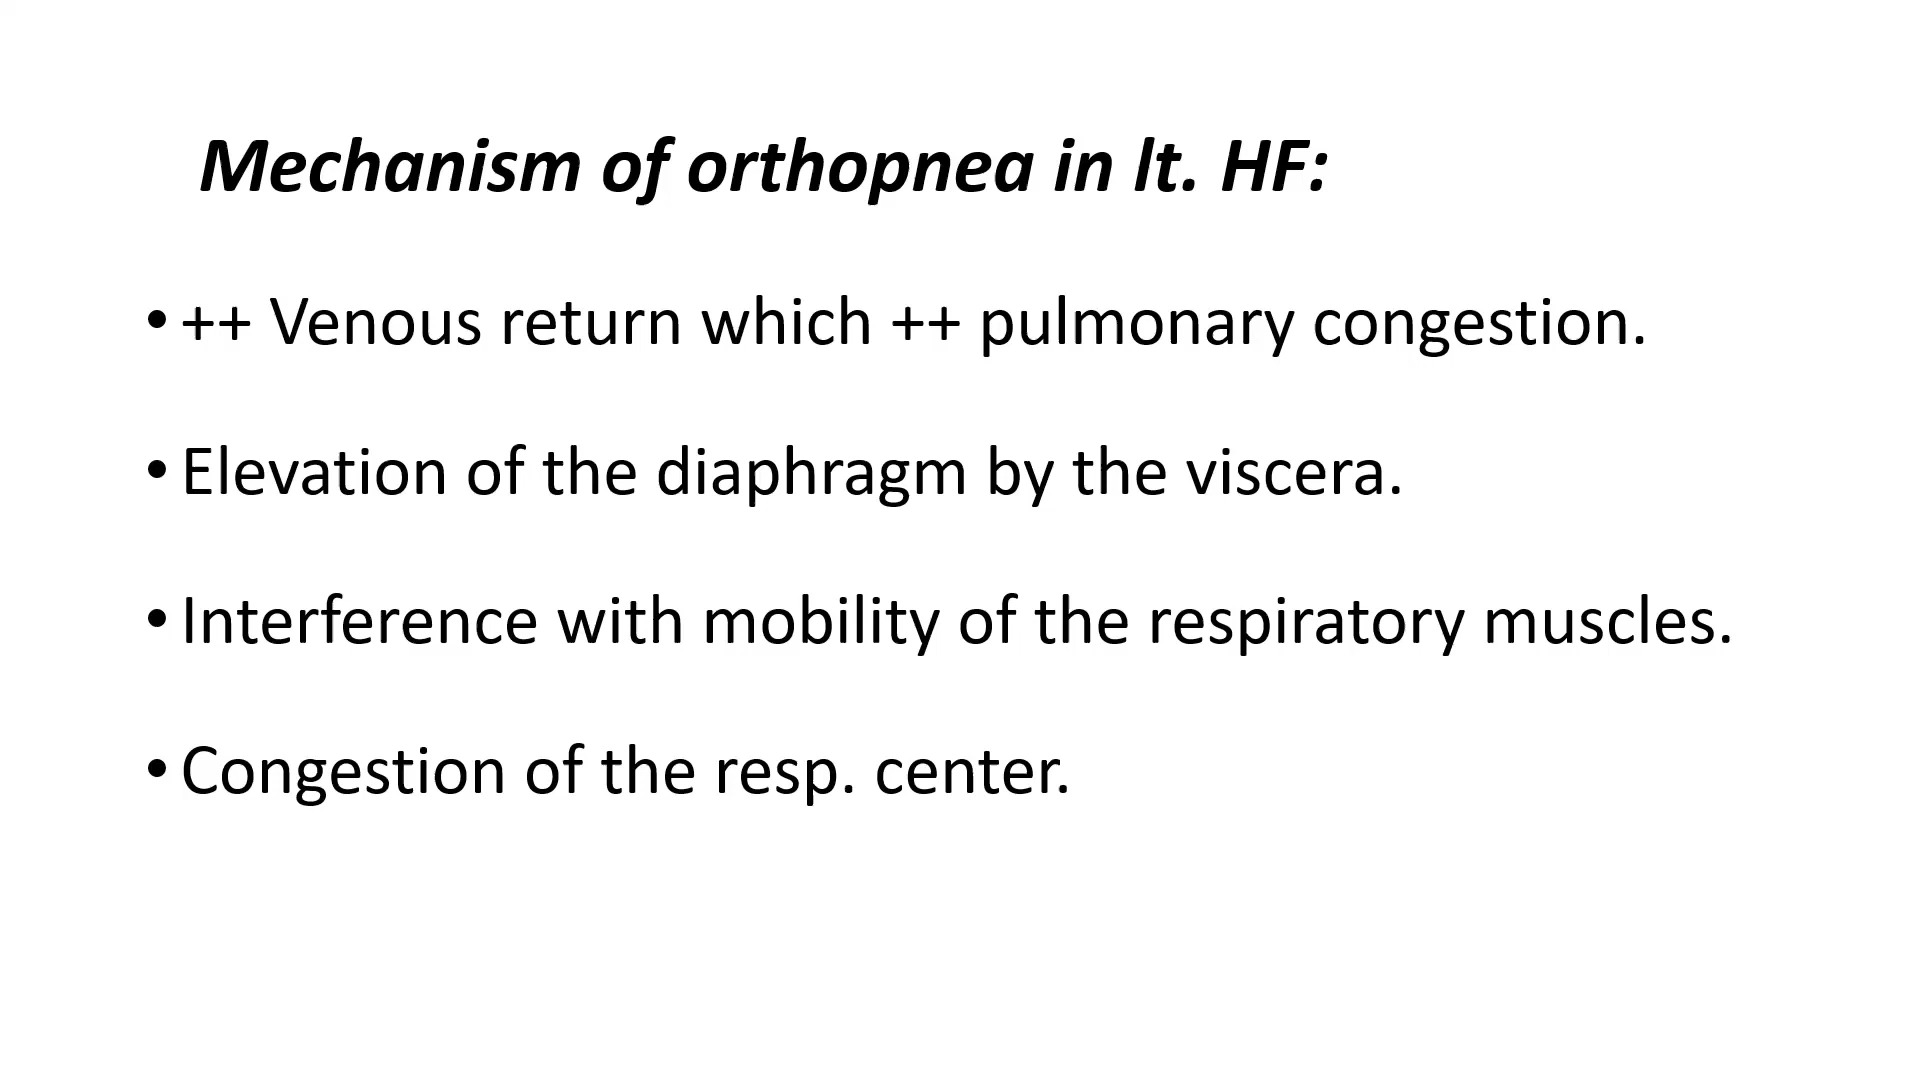 Mechanism of orthopnea in lt. HF:
• ++ Venous return which ++ pulmonary congestion.
• Elevation of the diaphragm by the viscera.
• Interference with mobility of the respiratory muscles.
• Congestion of the resp. center.